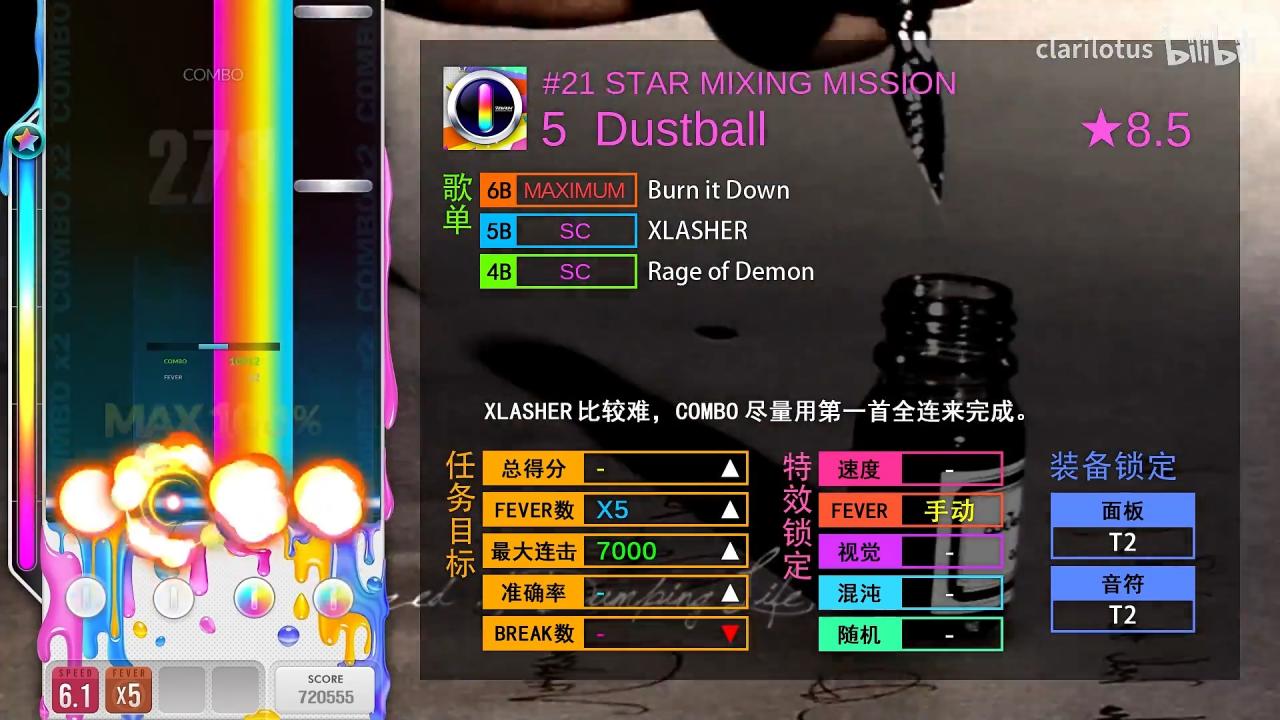 clarilotus bilibili
COMBO
#21 STAR MIXING MISSION
5 Dustball
★8.5
歌单
6B MAXIMUM Burn it Down
5B SC XLASHER
4B SC Rage of Demon
XLASHER 比较难，COMBO 尽量用第一首全连来完成。
任务目标
总得分 - ▲
FEVER数 X5 ▲
最大连击 7000 ▲
准确率 - ▲
BREAK数 - ▼
特效锁定
速度 -
FEVER 手动
视觉 -
混沌 -
随机 -
装备锁定
面板
T2
音符
T2
COMBO
FEVER
MAX 100%
SPEED
6.1
FEVER
X5
SCORE
720555